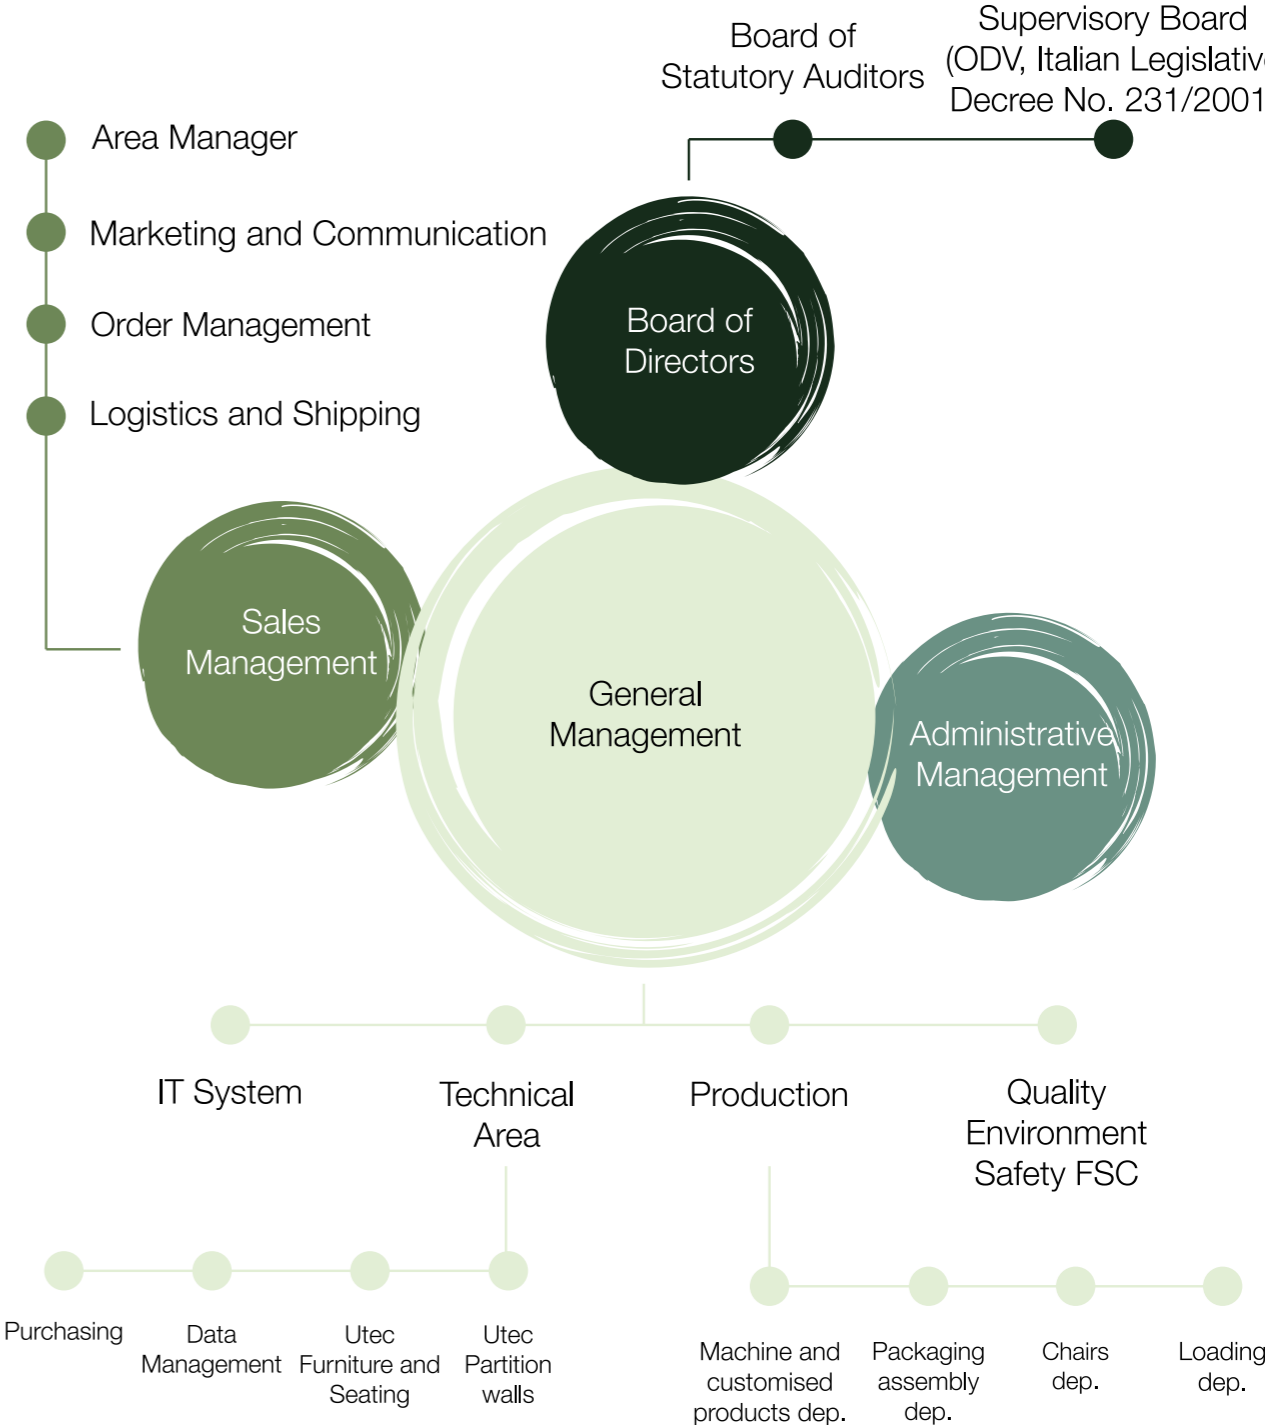 Board of
Statutory Auditors
Supervisory Board
(ODV, Italian Legislative
Decree No. 231/2001
Area Manager
Marketing and Communication
Order Management
Logistics and Shipping
Board of
Directors
Sales
Management
General
Management
Administrative
Management
IT System
Technical
Area
Production
Quality
Environment
Safety FSC
Purchasing
Data
Management
Utec
Furniture and
Seating
Utec
Partition
walls
Machine and
customised
products dep.
Packaging
assembly
dep.
Chairs
dep.
Loading
dep.